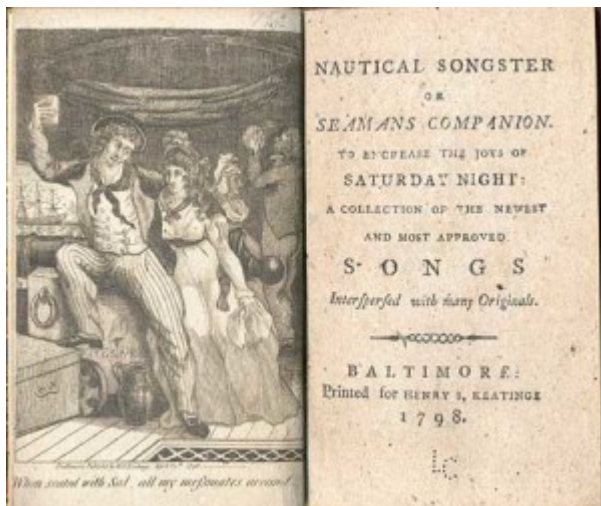 When seated with Sal, all my meſsmates around
NAUTICAL SONGSTER
OR
SEAMANS COMPANION.
TO ENCREASE THE JOYS OF
SATURDAY NIGHT:
A COLLECTION OF THE NEWEST
AND MOST APPROVED
SONGS
Interſperſed with many Originals.
BALTIMORE:
Printed for HENRY S. KEATINGE
1798.
LC